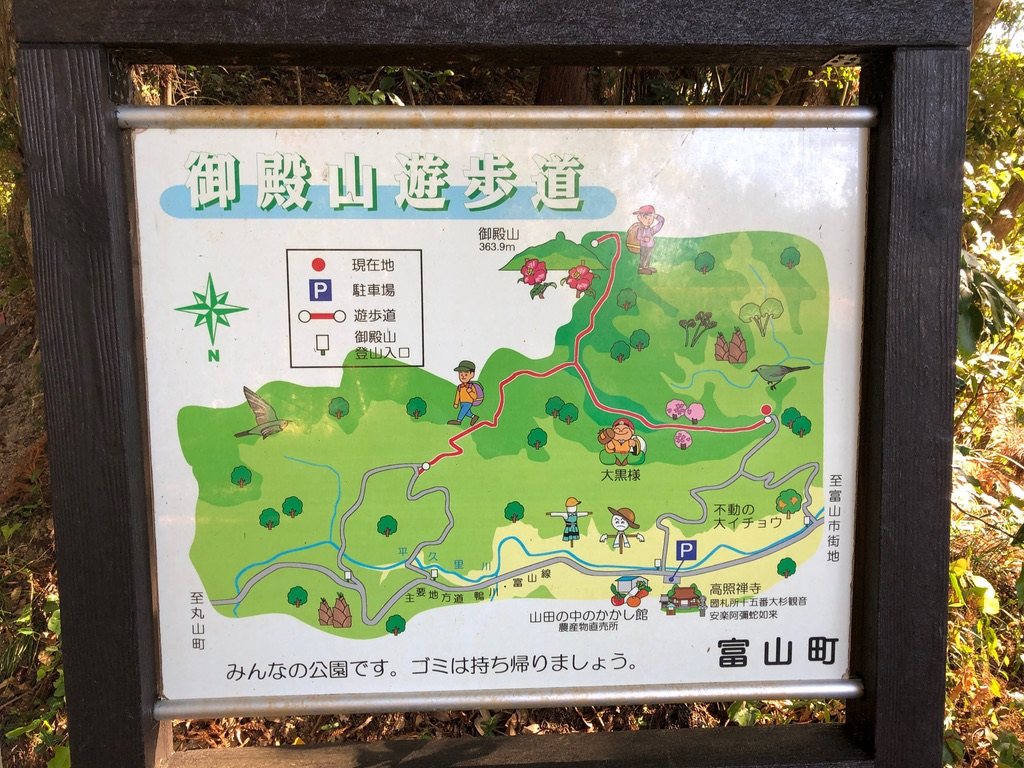 御殿山遊歩道
御殿山
363.9m
現在地
P 駐車場
遊歩道
御殿山
登山入口
N
大黒様
至富山市街地
不動の
大イチョウ
P
平久里川
主要地方道 鴨川・富山線
高照禅寺
國札所十五番大杉観音
安楽阿彌蛇如来
至丸山町
山田の中のかかし館
農産物直売所
富山町
みんなの公園です。ゴミは持ち帰りましょう。